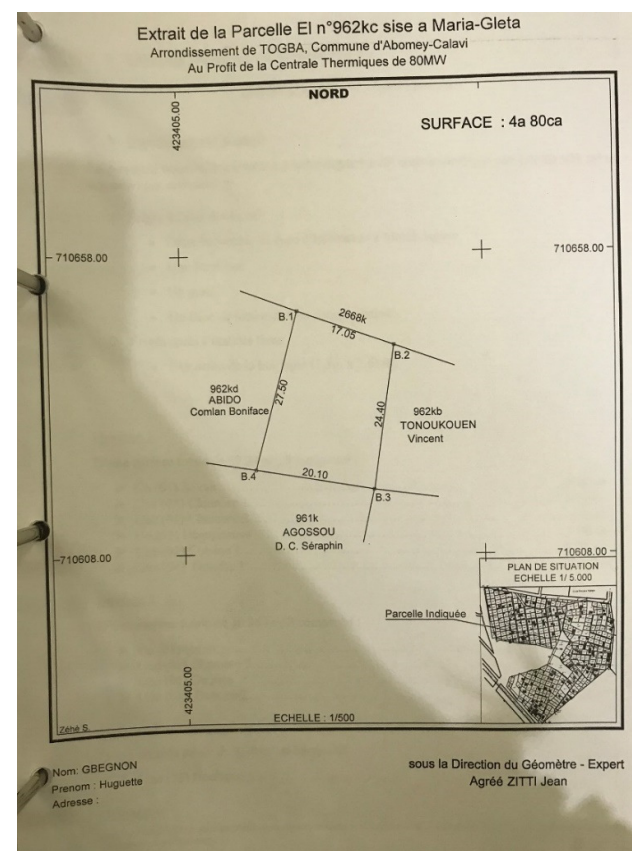 Extrait de la Parcelle EI n°962kc sise a Maria-Gleta
Arrondissement de TOGBA, Commune d'Abomey-Calavi
Au Profit de la Centrale Thermiques de 80MW
NORD
423405.00
SURFACE : 4a 80ca
710658.00
710658.00
B.1
2668k
17.05
B.2
962kd
ABIDO
Comlan Boniface
27.50
24.40
962kb
TONOUKOUEN
Vincent
B.4
20.10
B.3
961k
AGOSSOU
D. C. Séraphin
710608.00
710608.00
PLAN DE SITUATION
ECHELLE 1/ 5.000
Parcelle Indiquée
423405.00
Zéhè S.
ECHELLE : 1/500
Nom: GBEGNON
Prenom : Huguette
Adresse :
sous la Direction du Géomètre - Expert
Agréé ZITTI Jean